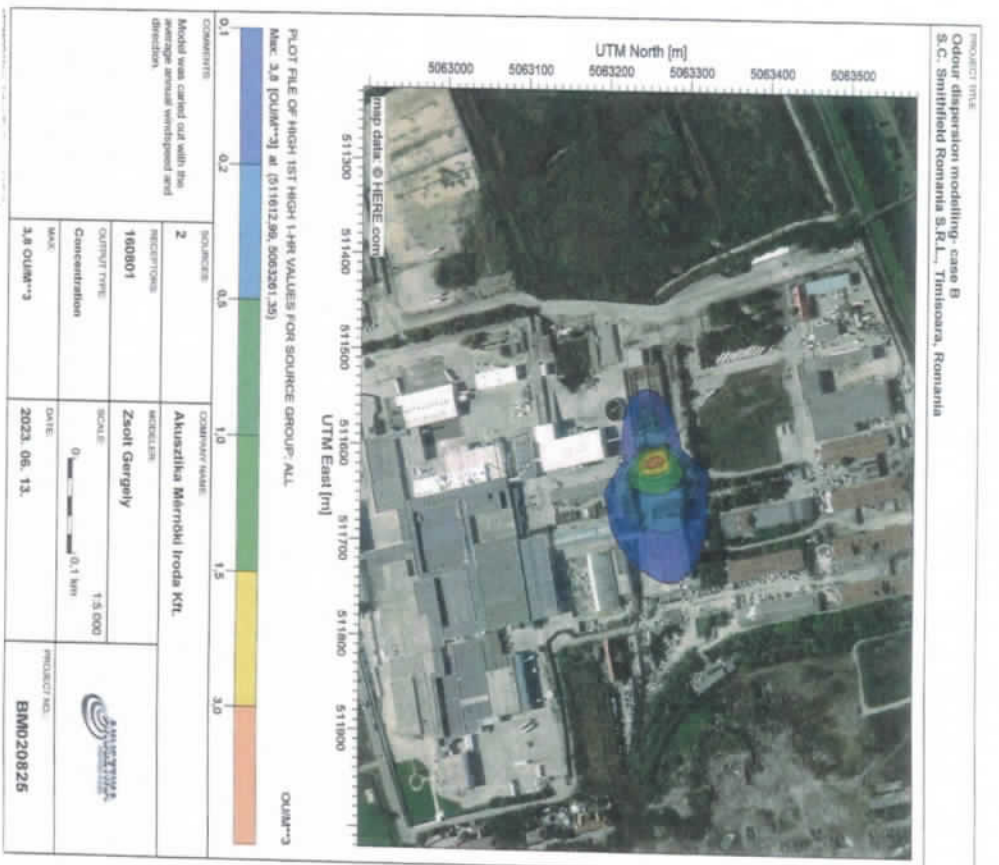 PROJECT TITLE:
Odour dispersion modelling- case B
S.C. Smithfield Romania S.R.L., Timisoara, Romania
UTM North [m]
5063000 5063100 5063200 5063300 5063400 5063500
map data: © HERE.com
511300 511400 511500 511600 511700 511800 511900
UTM East [m]
PLOT FILE OF HIGH 1ST HIGH 1-HR VALUES FOR SOURCE GROUP: ALL
OU/M**3
Max: 3,8 [OU/M**3] at (511612,99, 5063261,35)
0,1 0,2 0,5 1,0 1,5 3,0
COMMENTS:
Model was caried out with the
average annual windspeed and
direction.
SOURCES:
2
COMPANY NAME:
Akusztika Mérnöki Iroda Kft.
RECEPTORS:
160801
MODELER:
Zsolt Gergely
OUTPUT TYPE:
Concentration
SCALE:
1:5 000
0 0,1 km
MAX:
3,8 OU/M**3
DATE:
2023. 06. 13.
PROJECT NO.:
BM020825